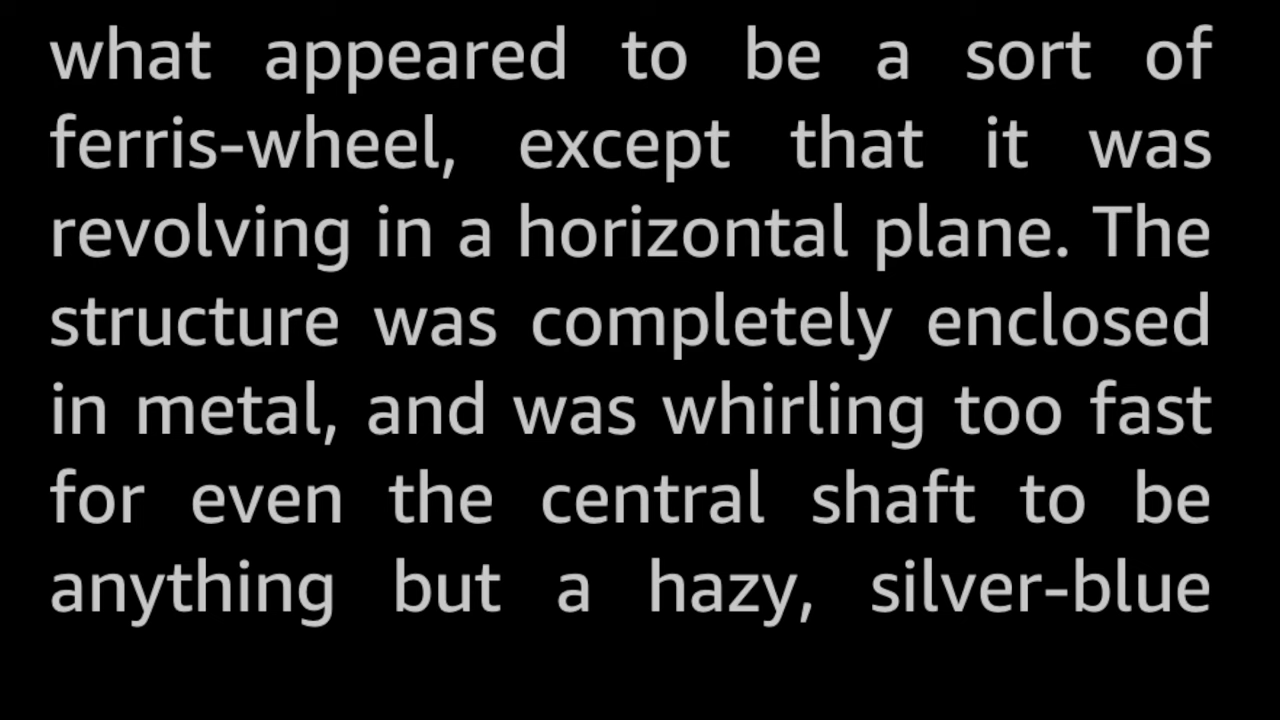 what appeared to be a sort of
ferris-wheel, except that it was
revolving in a horizontal plane. The
structure was completely enclosed
in metal, and was whirling too fast
for even the central shaft to be
anything but a hazy, silver-blue